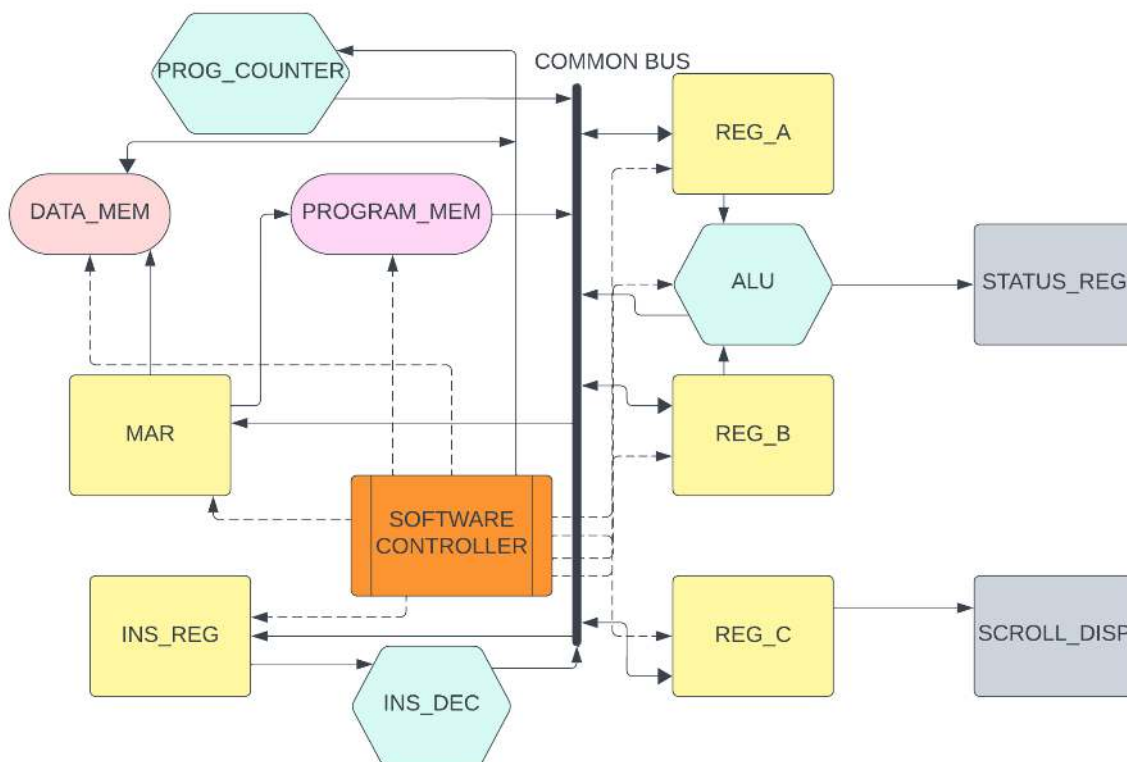 PROG_COUNTER
COMMON BUS
REG_A
DATA_MEM
PROGRAM_MEM
ALU
STATUS_REG
MAR
REG_B
SOFTWARE
CONTROLLER
INS_REG
REG_C
SCROLL_DISP
INS_DEC